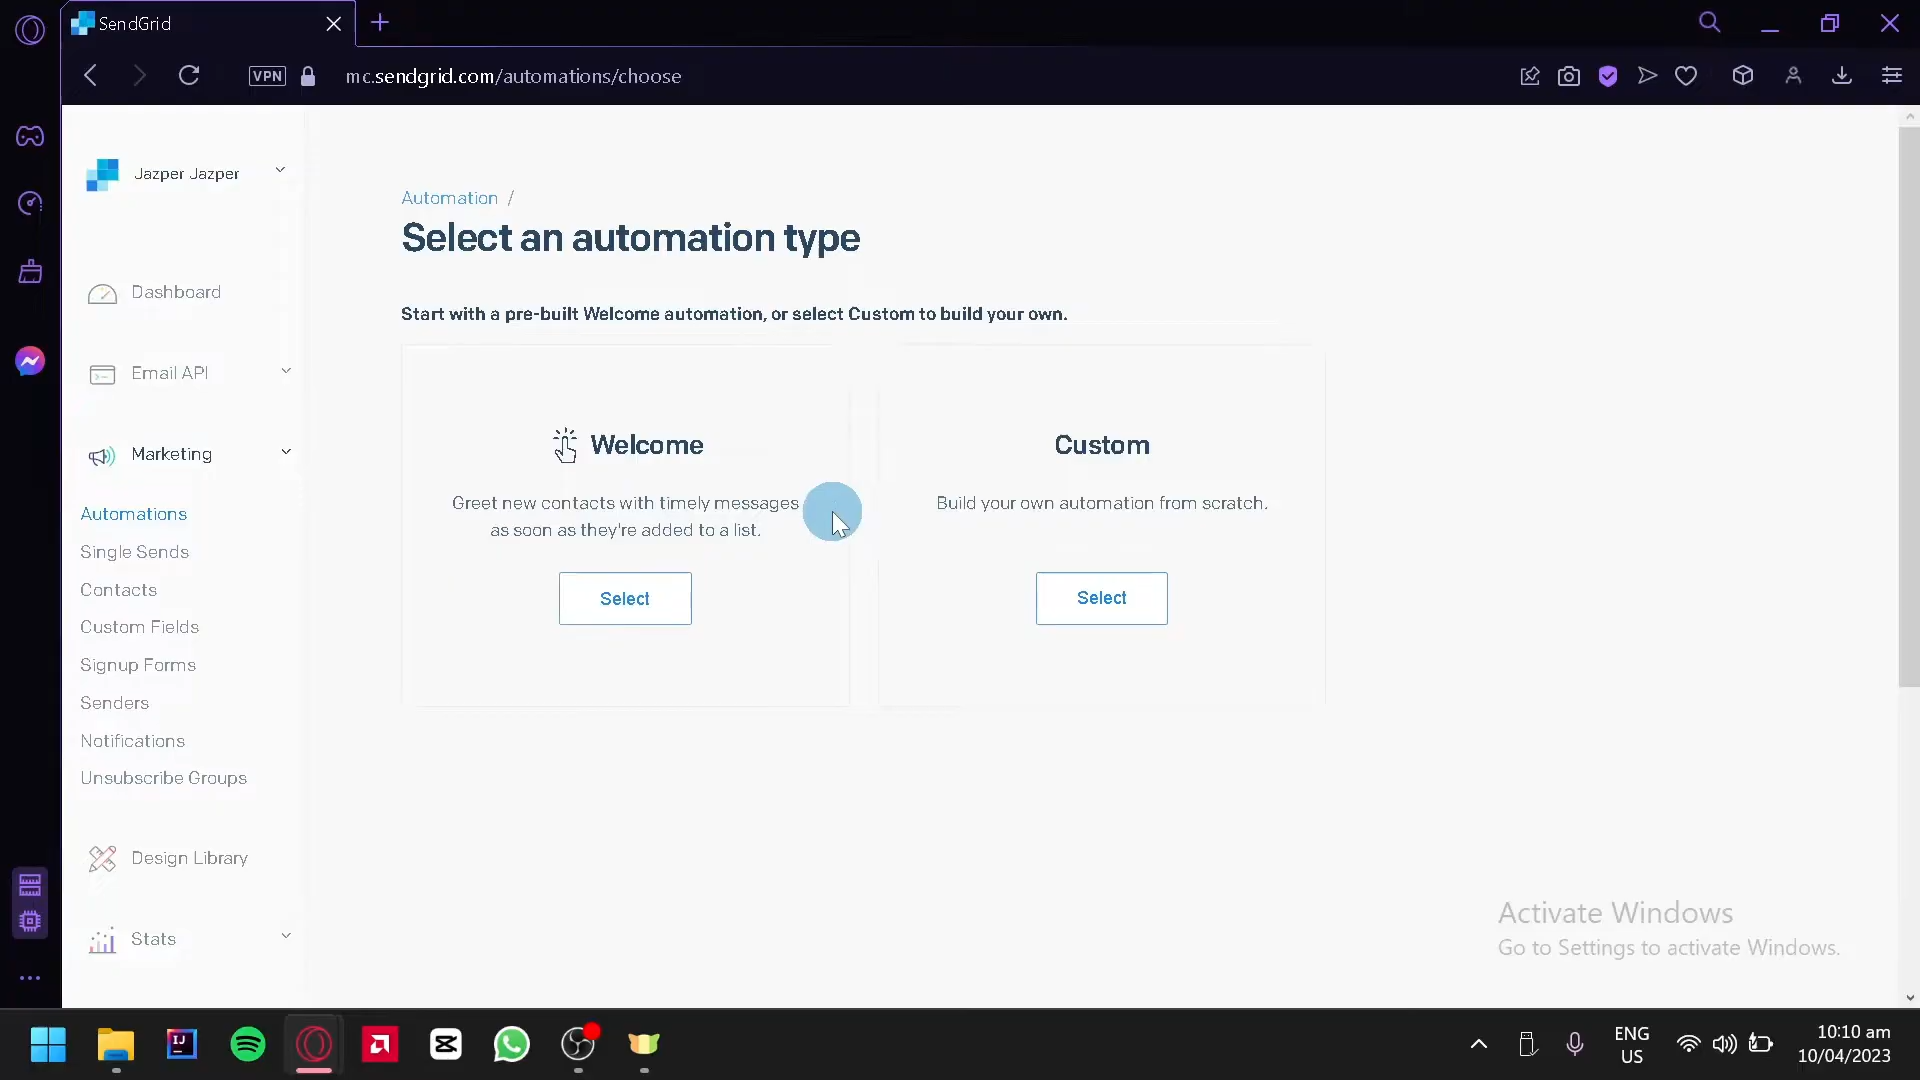 SendGrid
VPN
mc.sendgrid.com/automations/choose
Jazper Jazper
Dashboard
Email API
Marketing
Automations
Single Sends
Contacts
Custom Fields
Signup Forms
Senders
Notifications
Unsubscribe Groups
Design Library
Stats
Automation /
Select an automation type
Start with a pre-built Welcome automation, or select Custom to build your own.
Welcome
Greet new contacts with timely messages
as soon as they're added to a list.
Select
Custom
Build your own automation from scratch.
Select
Activate Windows
Go to Settings to activate Windows.
IJ
ENG
US
10:10 am
10/04/2023